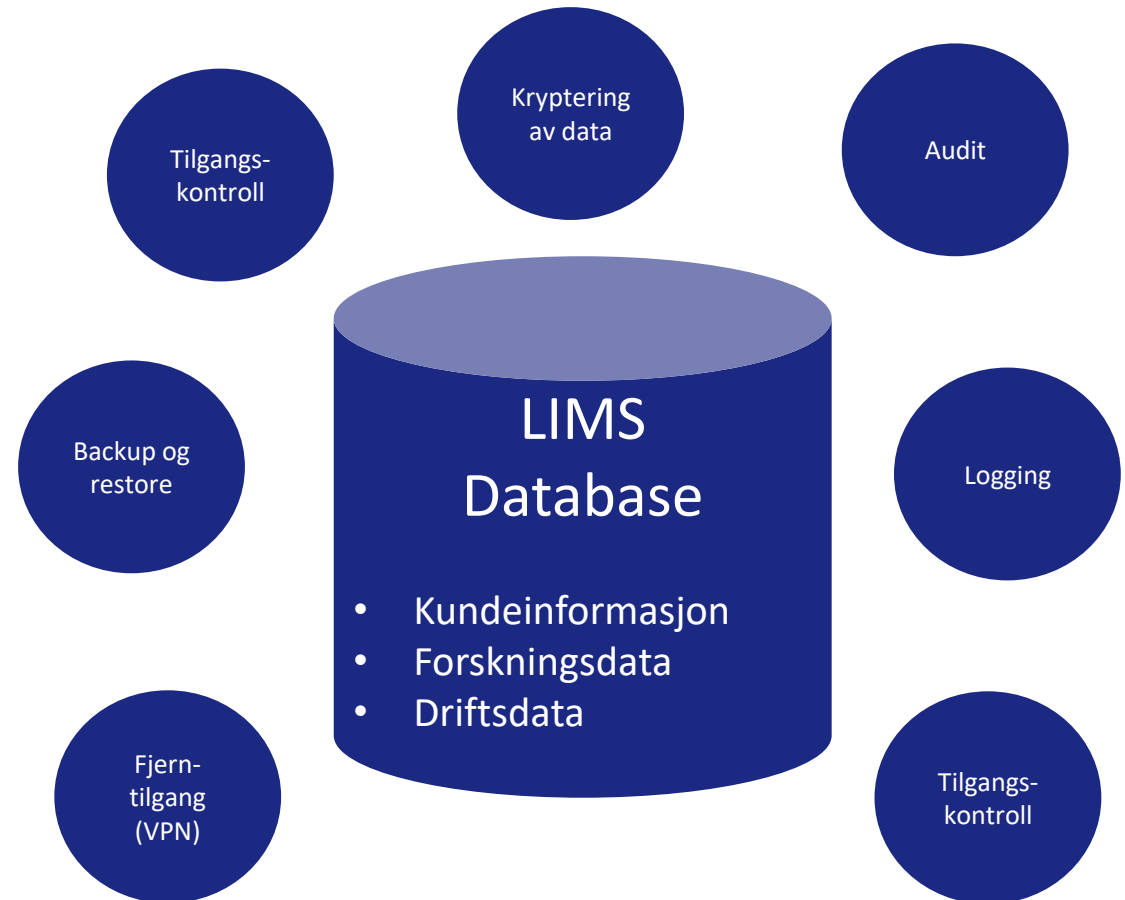 Kryptering
av data
Tilgangs-
kontroll
Audit
LIMS
Database
Backup og
restore
Logging
• Kundeinformasjon
• Forskningsdata
• Driftsdata
Fjern-
tilgang
(VPN)
Tilgangs-
kontroll